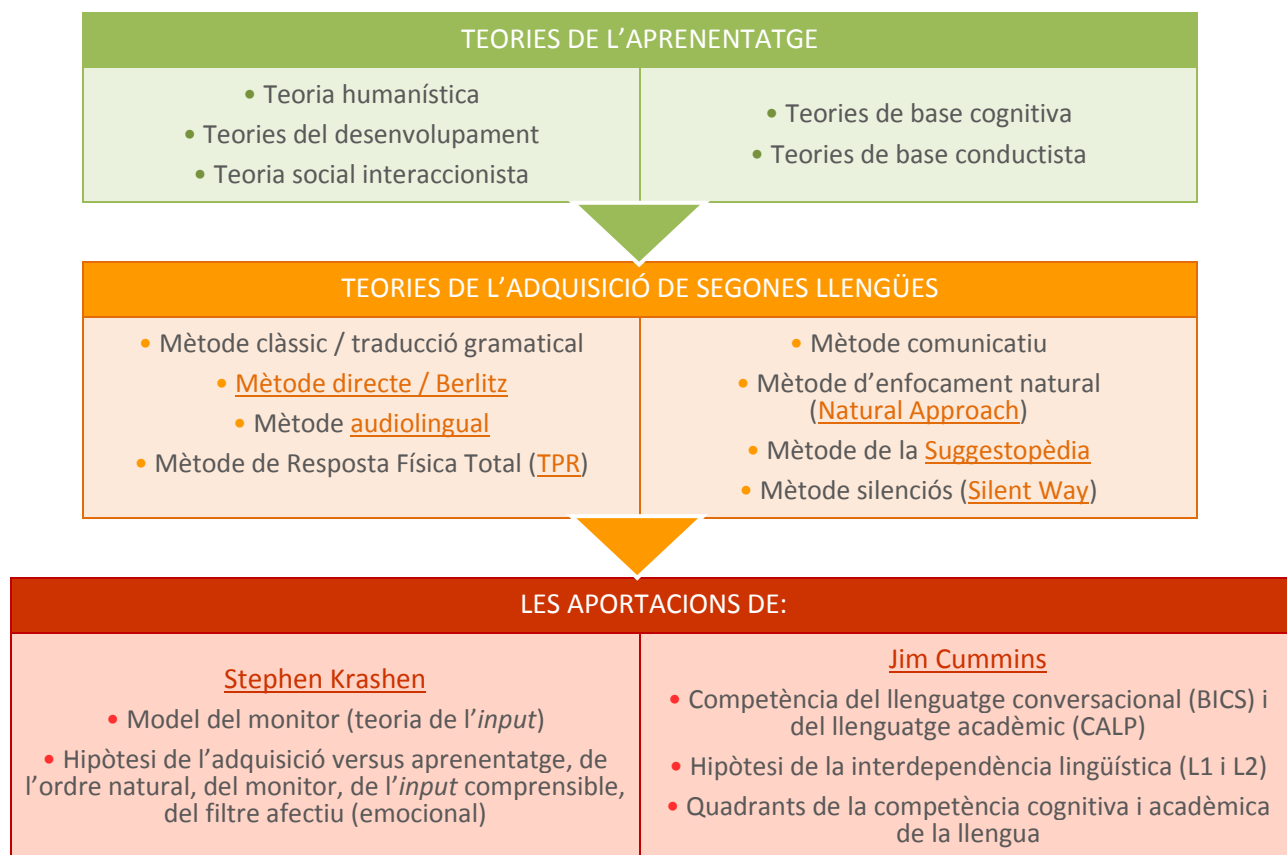 TEORIES DE L'APRENENTATGE
• Teoria humanística
• Teories del desenvolupament
• Teoria social interaccionista
• Teories de base cognitiva
• Teories de base conductista
TEORIES DE L'ADQUISICIÓ DE SEGONES LLENGÜES
• Mètode clàssic / traducció gramatical
• Mètode directe / Berlitz
• Mètode audiolingual
• Mètode de Resposta Física Total (TPR)
• Mètode comunicatiu
• Mètode d'enfocament natural
(Natural Approach)
• Mètode de la Suggestopèdia
• Mètode silenciós (Silent Way)
LES APORTACIONS DE:
Stephen Krashen
• Model del monitor (teoria de l'input)
• Hipòtesi de l'adquisició versus aprenentatge, de
l'ordre natural, del monitor, de l'input comprensible,
del filtre afectiu (emocional)
Jim Cummins
• Competència del llenguatge conversacional (BICS) i
del llenguatge acadèmic (CALP)
• Hipòtesi de la interdependència lingüística (L1 i L2)
• Quadrants de la competència cognitiva i acadèmica
de la llengua